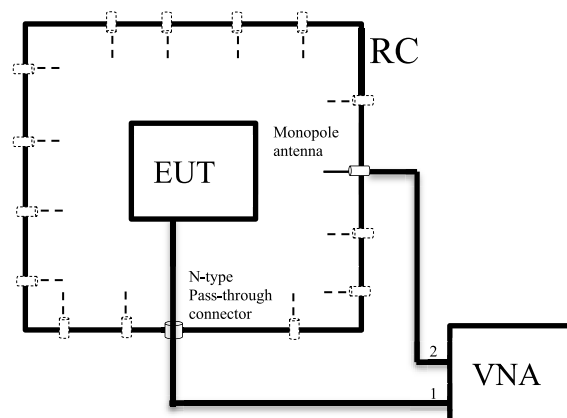 RC
Monopole
antenna
EUT
N-type
Pass-through
connector
2
VNA
1